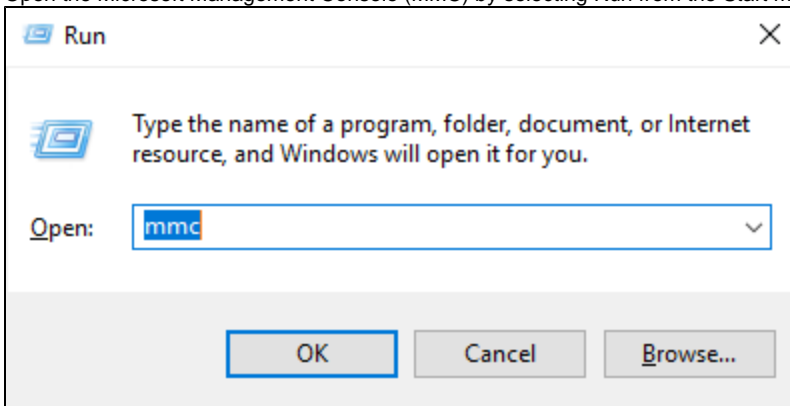 Open the Microsoft Management Console (MMC) by selecting Run from the Start
Run
Type the name of a program, folder, document, or Internet
resource, and Windows will open it for you.
Open: mmc
OK Cancel Browse...